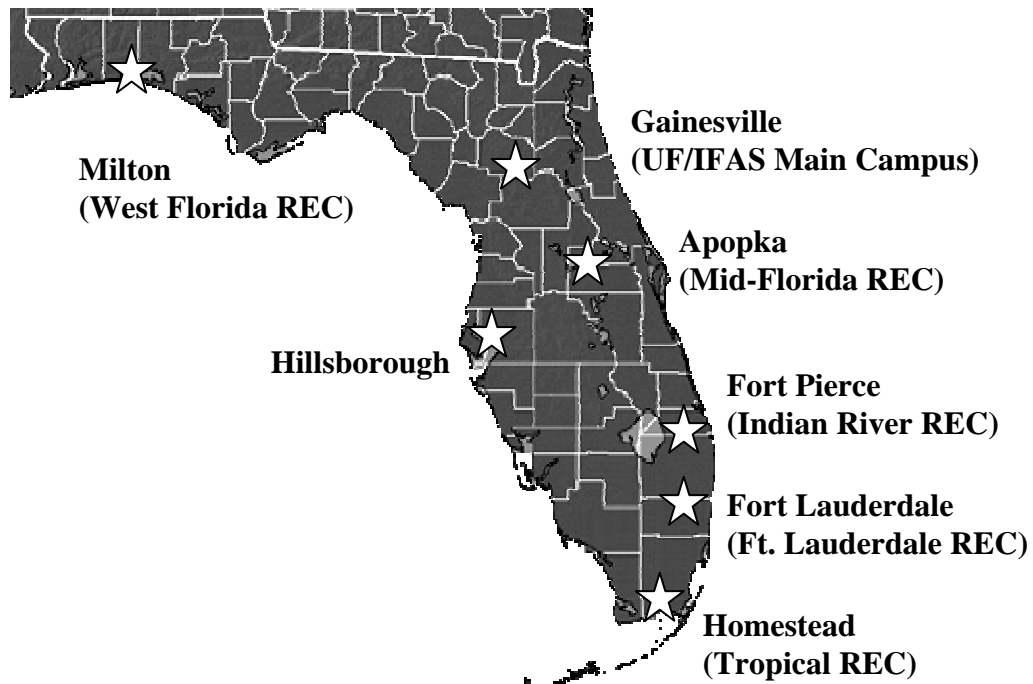 Gainesville
(UF/IFAS Main Campus)
Milton
(West Florida REC)
Apopka
(Mid-Florida REC)
Hillsborough
Fort Pierce
(Indian River REC)
Fort Lauderdale
(Ft. Lauderdale REC)
Homestead
(Tropical REC)